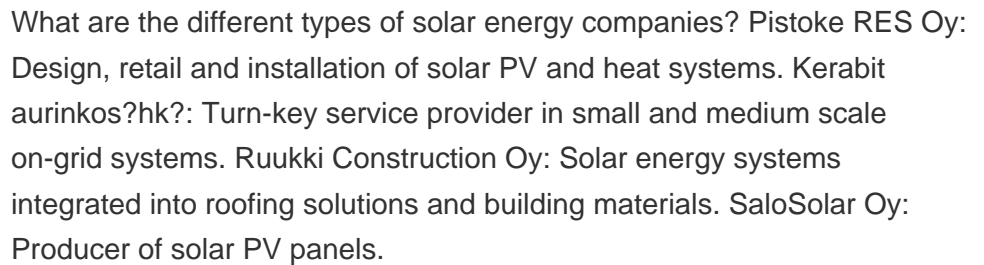 What are the different types of solar energy companies? Pistoke RES Oy:
Design, retail and installation of solar PV and heat systems. Kerabit
aurinkos?hk?: Turn-key service provider in small and medium scale
on-grid systems. Ruukki Construction Oy: Solar energy systems
integrated into roofing solutions and building materials. SaloSolar Oy:
Producer of solar PV panels.